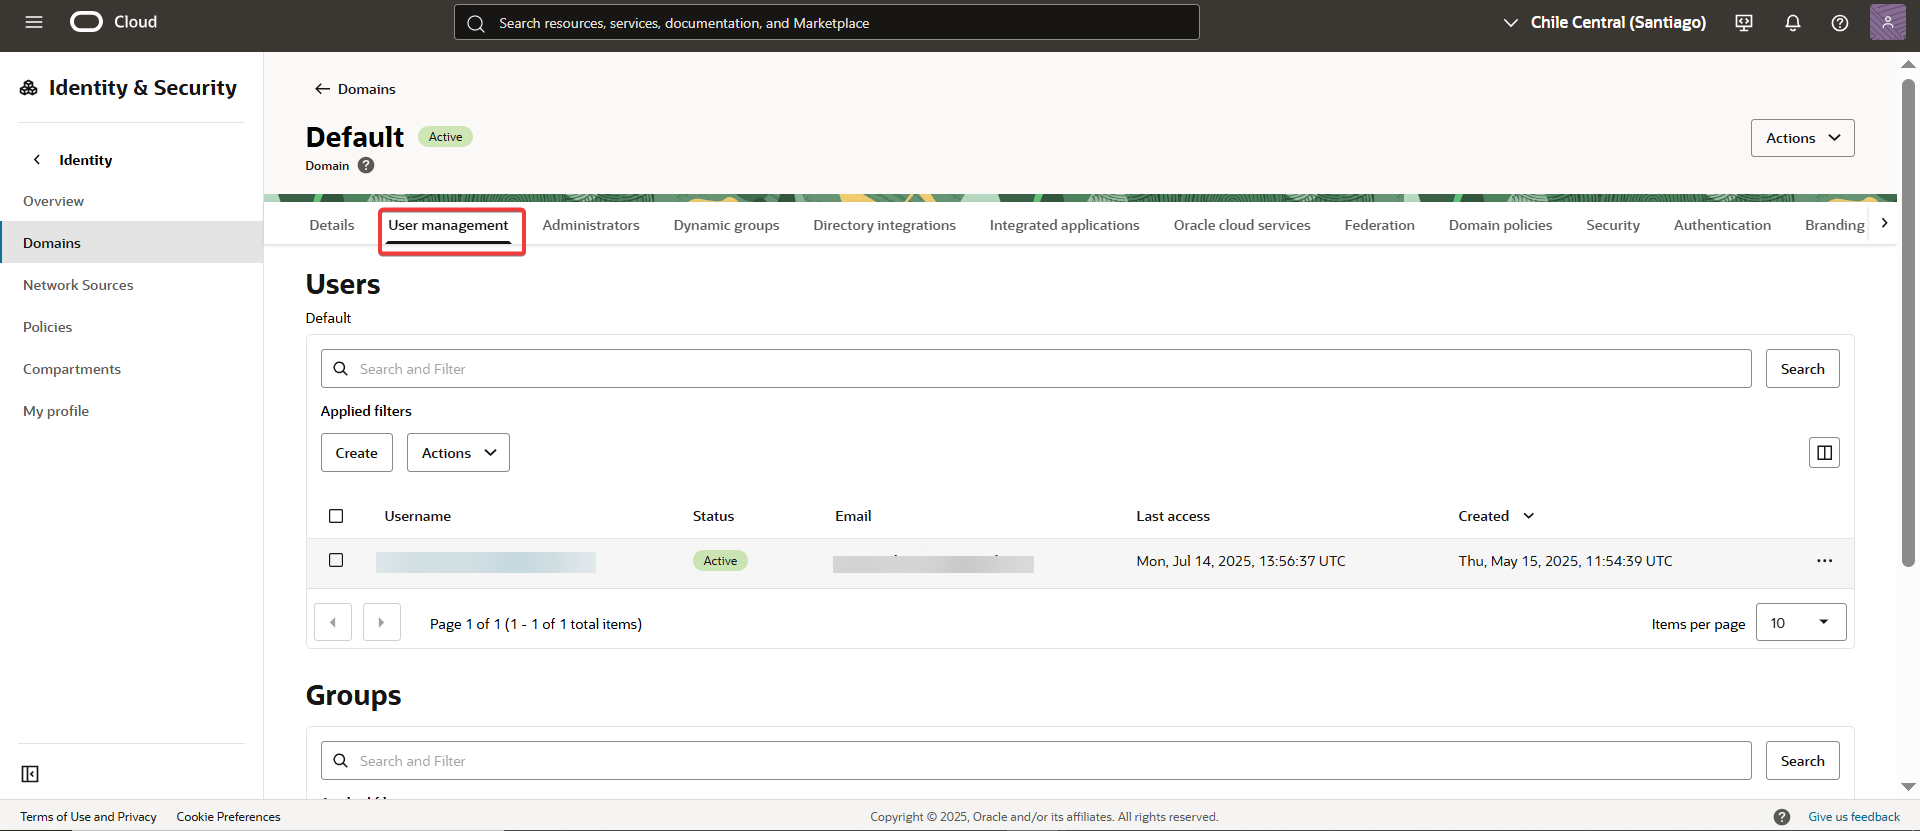 Cloud
Search resources, services, documentation, and Marketplace
Chile Central (Santiago)
Identity & Security
Identity
Overview
Domains
Network Sources
Policies
Compartments
My profile
Domains
Default Active
Domain
Actions
Details User management Administrators Dynamic groups Directory integrations Integrated applications Oracle cloud services Federation Domain policies Security Authentication Branding
Users
Default
Search and Filter Search
Applied filters
Create Actions
Username Status Email Last access Created
Active Mon, Jul 14, 2025, 13:56:37 UTC Thu, May 15, 2025, 11:54:39 UTC
Page 1 of 1 (1 - 1 of 1 total items) Items per page 10
Groups
Search and Filter Search
Terms of Use and Privacy Cookie Preferences Copyright © 2025, Oracle and/or its affiliates. All rights reserved. Give us feedback